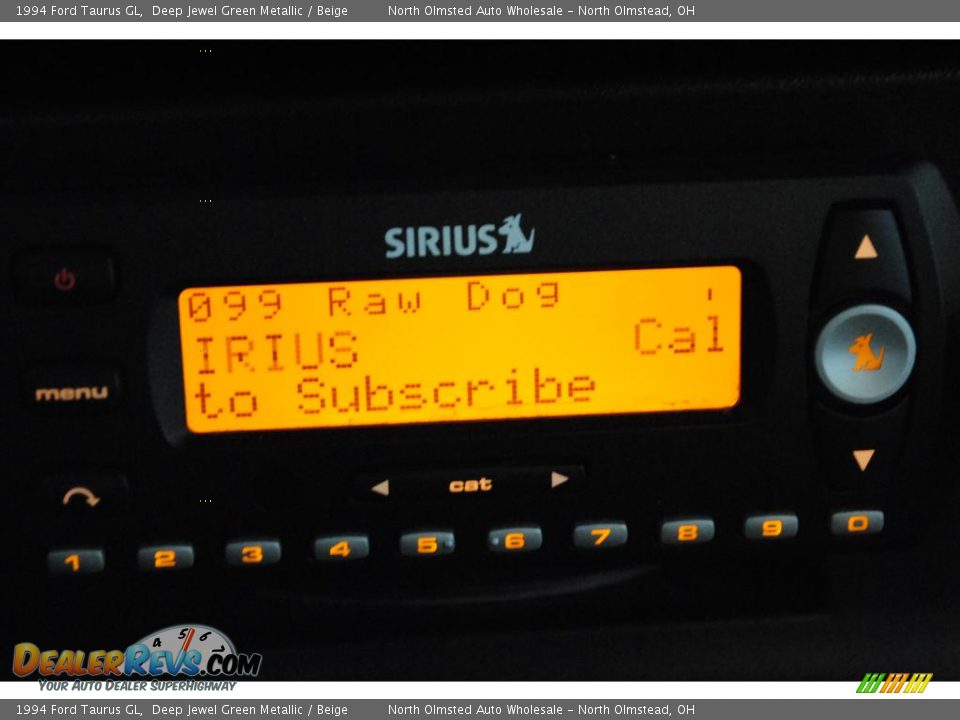 1994 Ford Taurus GL, Deep Jewel Green Metallic / Beige North Olmsted Auto Wholesale - North Olmstead, OH
SIRIUS
099 Raw Dog
IRIUS Cal
to Subscribe
menu
cat
1 2 3 4 5 6 7 8 9 0
4 5 6
DEALERREVS.COM
YOUR AUTO DEALER SUPERHIGHWAY
1994 Ford Taurus GL, Deep Jewel Green Metallic / Beige North Olmsted Auto Wholesale - North Olmstead, OH